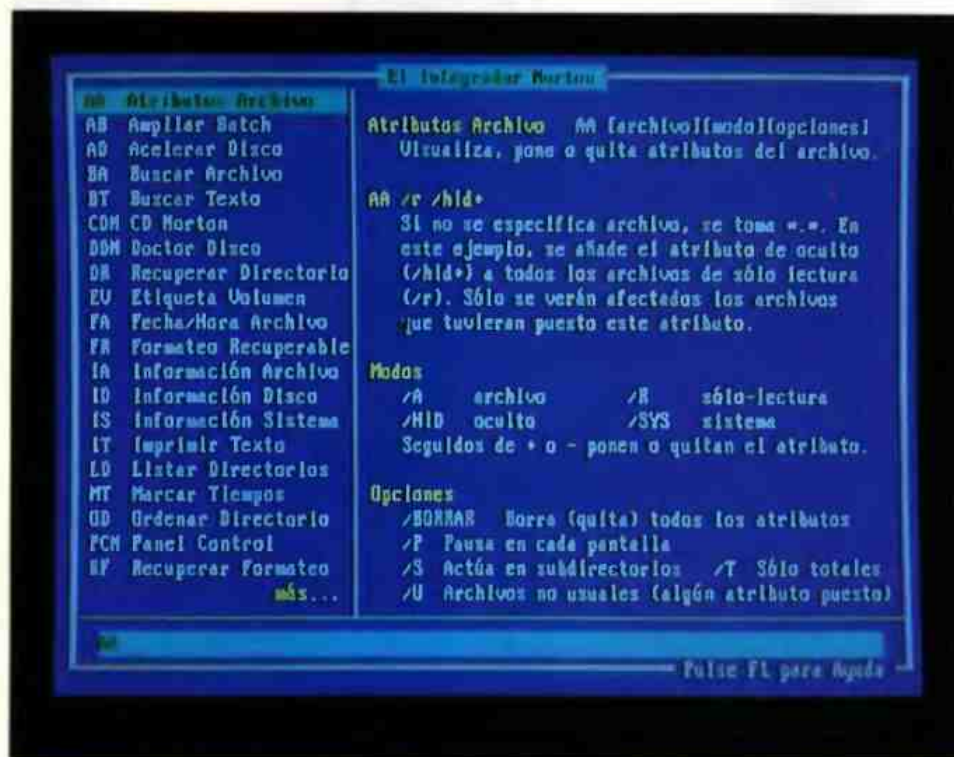 El Integrador Norton
AA Atributos Archivo
AB Ampliar Batch
AD Acelerar Disco
BA Buscar Archivo
BT Buscar Texto
CDN CD Norton
DDN Doctor Disco
DR Recuperar Directorio
EV Etiqueta Volumen
FA Fecha/Hora Archivo
FR Formateo Recuperable
IA Información Archivo
ID Información Disco
IS Información Sistema
IT Imprimir Texto
LD Listar Directorios
MT Marcar Tiempos
OD Ordenar Directorio
PCN Panel Control
RF Recuperar Formateo
más...
Atributos Archivo AA [archivo][modo][opciones]
Visualiza, pone o quita atributos del archivo.
AA /r /hid+
Si no se especifica archivo, se toma *.*. En
este ejemplo, se añade el atributo de oculto
(/hid+) a todos los archivos de sólo lectura
(/r). Sólo se verán afectados los archivos
que tuvieran puesto este atributo.
Modos
/A archivo /R sólo-lectura
/HID oculto /SYS sistema
Seguidos de + o - ponen o quitan el atributo.
Opciones
/BORRAR Borra (quita) todos los atributos
/P Pausa en cada pantalla
/S Actúa en subdirectorios /T Sólo totales
/U Archivos no usuales (algún atributo puesto)
AA
Pulse F1 para Ayuda